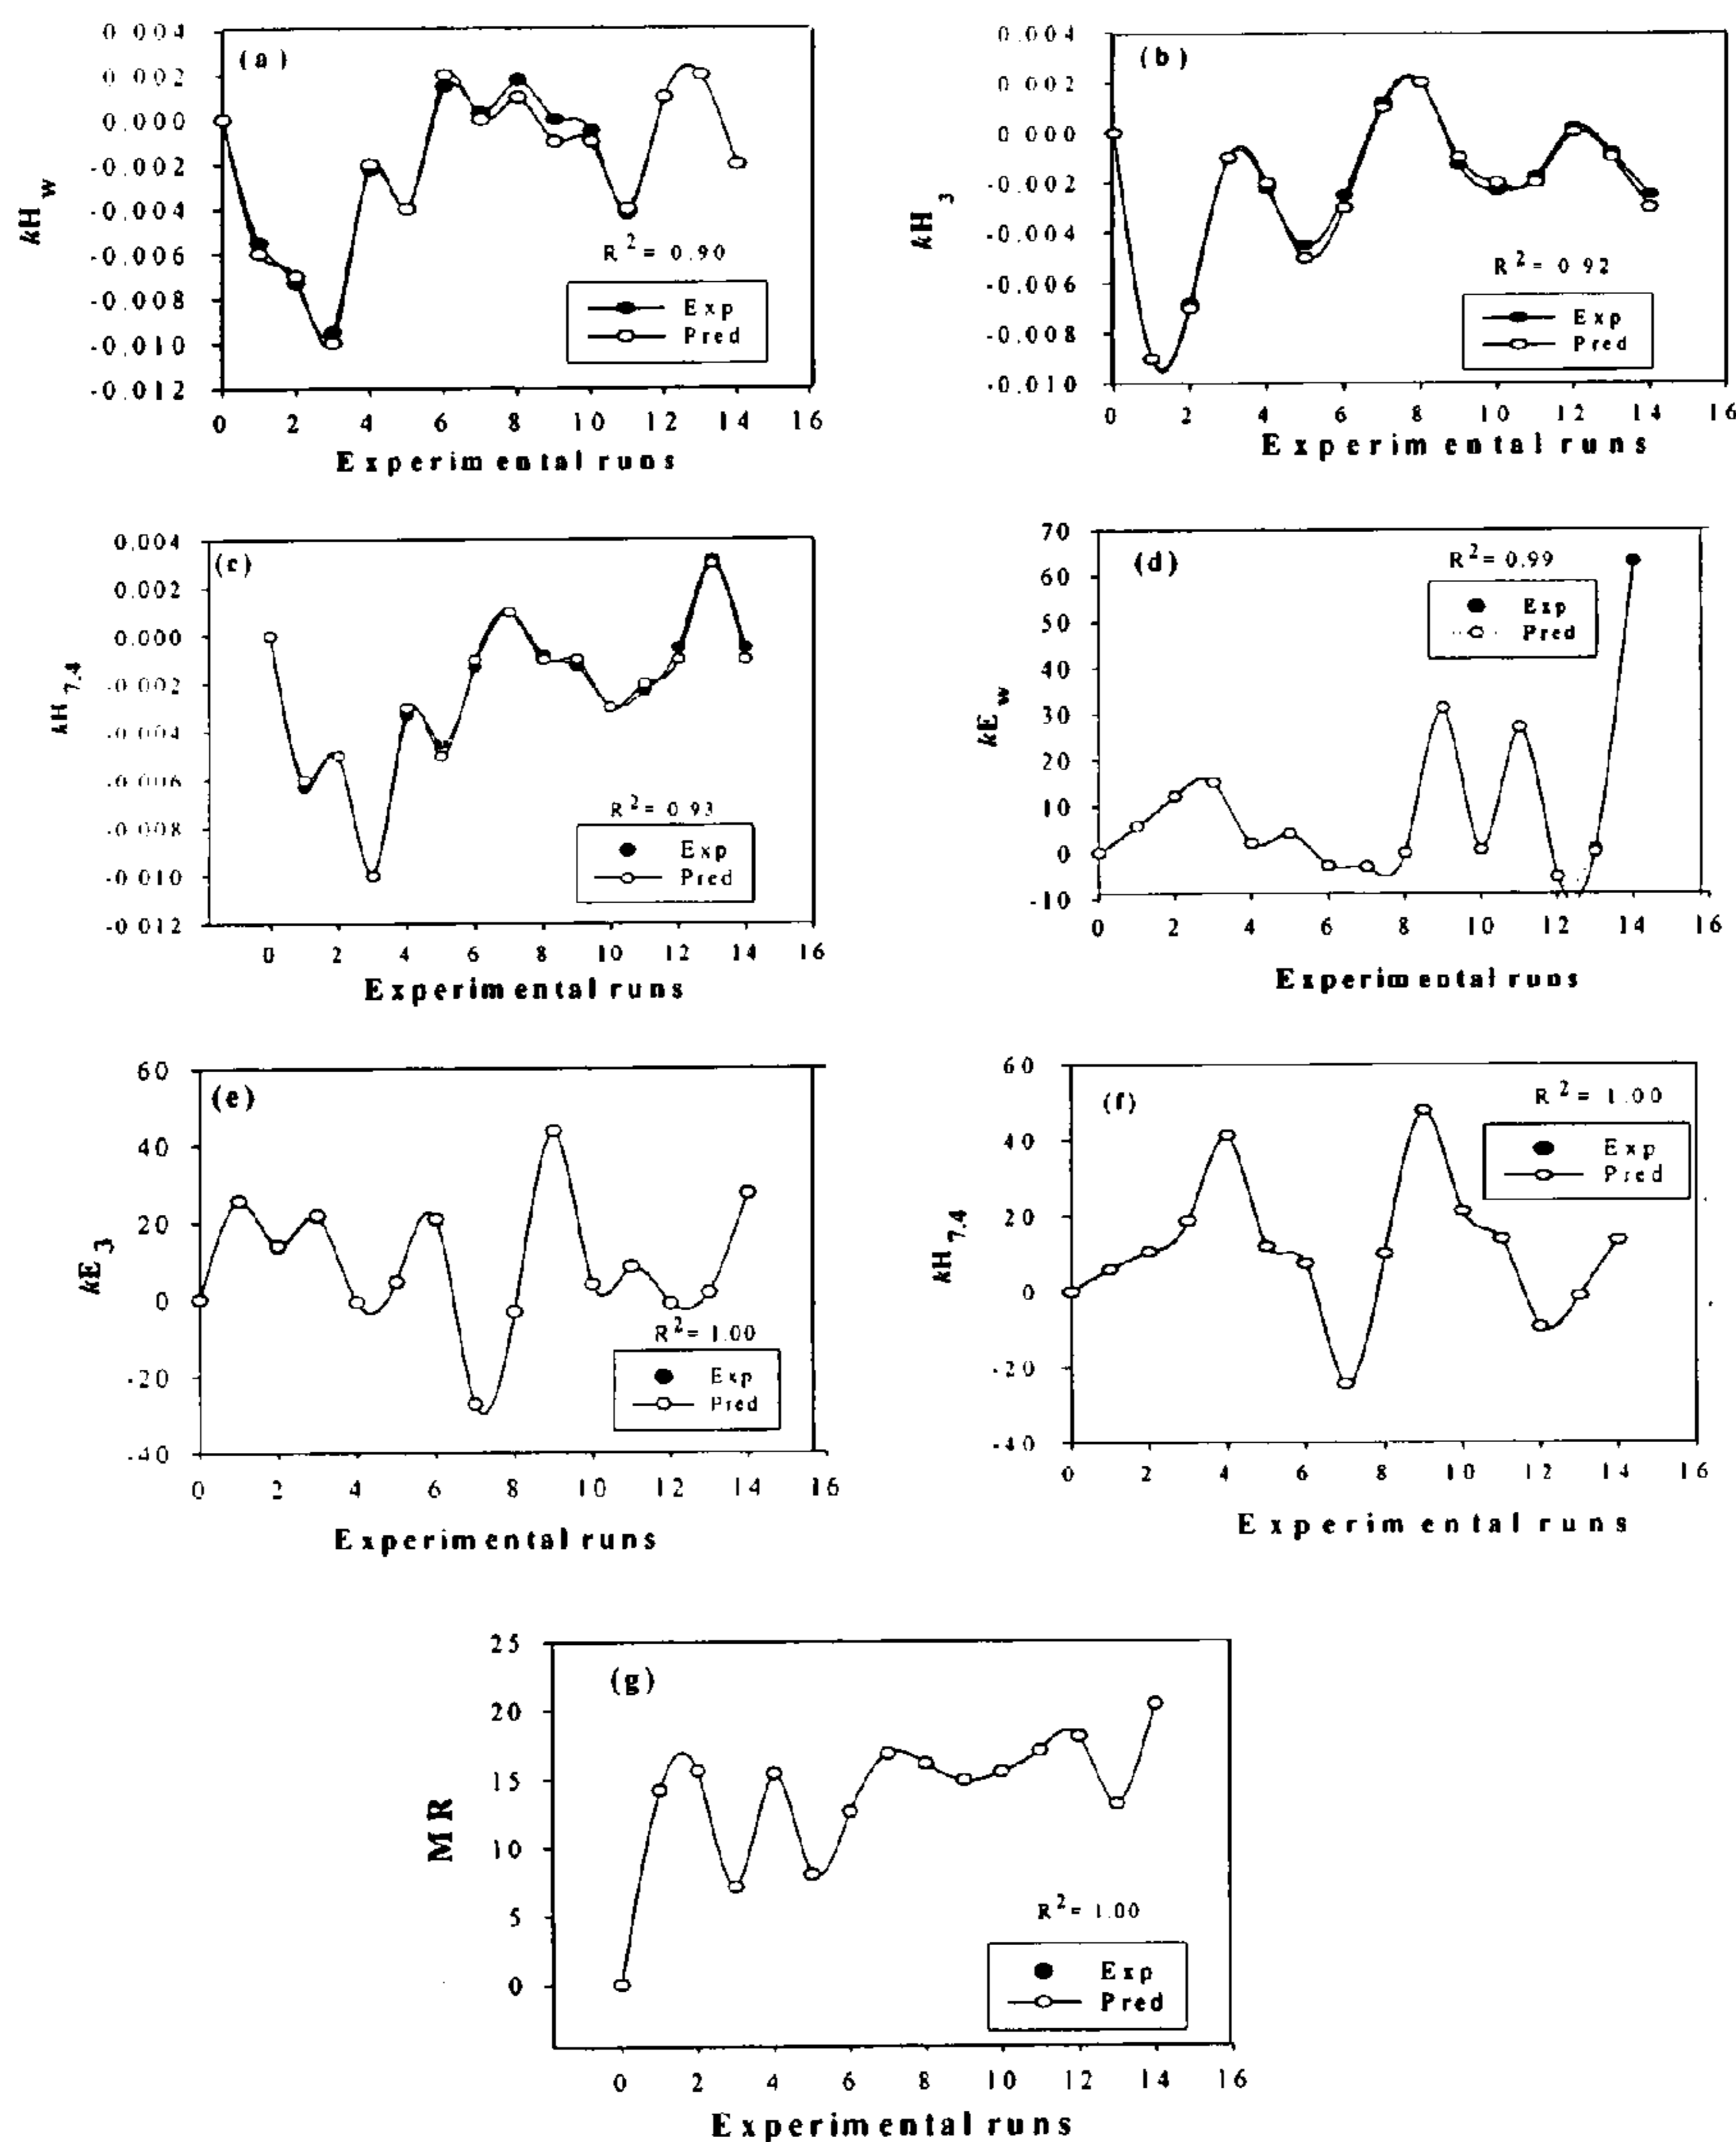 (a)
0.004
0.002
0.000
-0.002
-0.004
-0.006
-0.008
-0.010
-0.012
kH w
R2 = 0.90
Exp
Pred
0 2 4 6 8 10 12 14 16
Experimental runs
(b)
0.004
0.002
0.000
-0.002
-0.004
-0.006
-0.008
-0.010
kH 3
R2 = 0.92
Exp
Pred
0 2 4 6 8 10 12 14 16
Experimental runs
(c)
0.004
0.002
0.000
-0.002
-0.004
-0.006
-0.008
-0.010
-0.012
kH 7.4
R2 = 0.93
Exp
Pred
0 2 4 6 8 10 12 14 16
Experimental runs
(d)
70
60
50
40
30
20
10
0
-10
kE w
R2 = 0.99
Exp
Pred
0 2 4 6 8 10 12 14 16
Experimental runs
(e)
60
40
20
0
-20
-40
kE 3
R2 = 1.00
Exp
Pred
0 2 4 6 8 10 12 14 16
Experimental runs
(f)
60
40
20
0
-20
-40
kH 7.4
R2 = 1.00
Exp
Pred
0 2 4 6 8 10 12 14 16
Experimental runs
(g)
25
20
15
10
5
0
MR
R2 = 1.00
Exp
Pred
0 2 4 6 8 10 12 14 16
Experimental runs